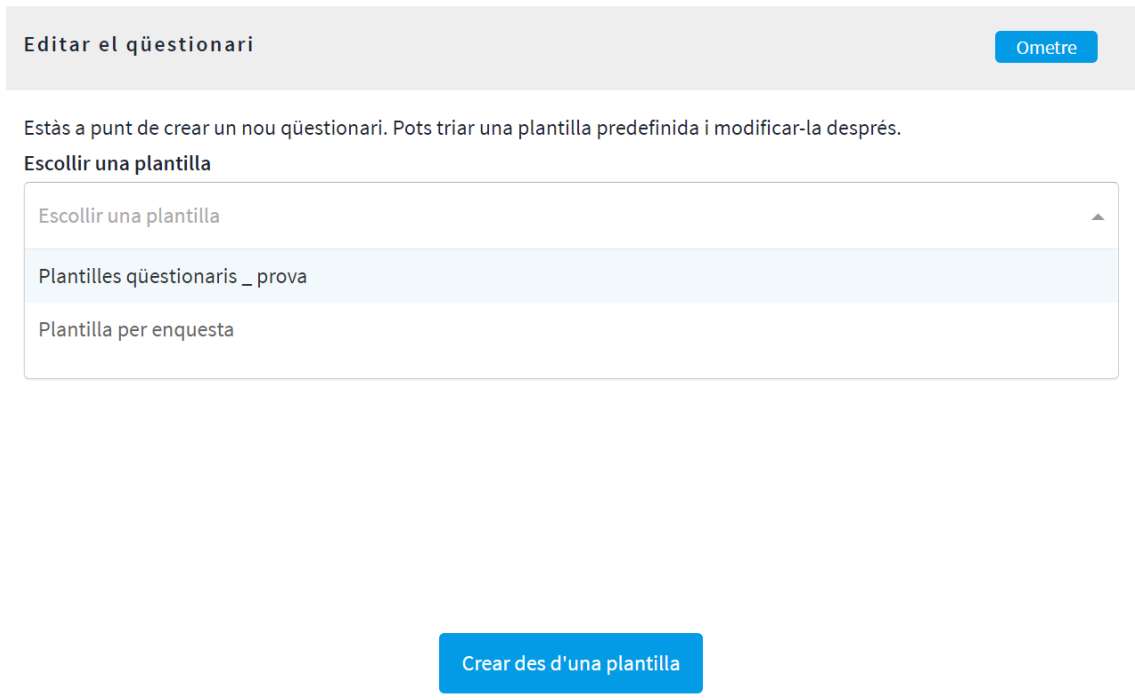 Editar el qüestionari
Ometre
Estàs a punt de crear un nou qüestionari. Pots triar una plantilla predefinida i modificar-la després.
Escollir una plantilla
Escollir una plantilla
Plantilles qüestionaris _ prova
Plantilla per enquesta
Crear des d'una plantilla